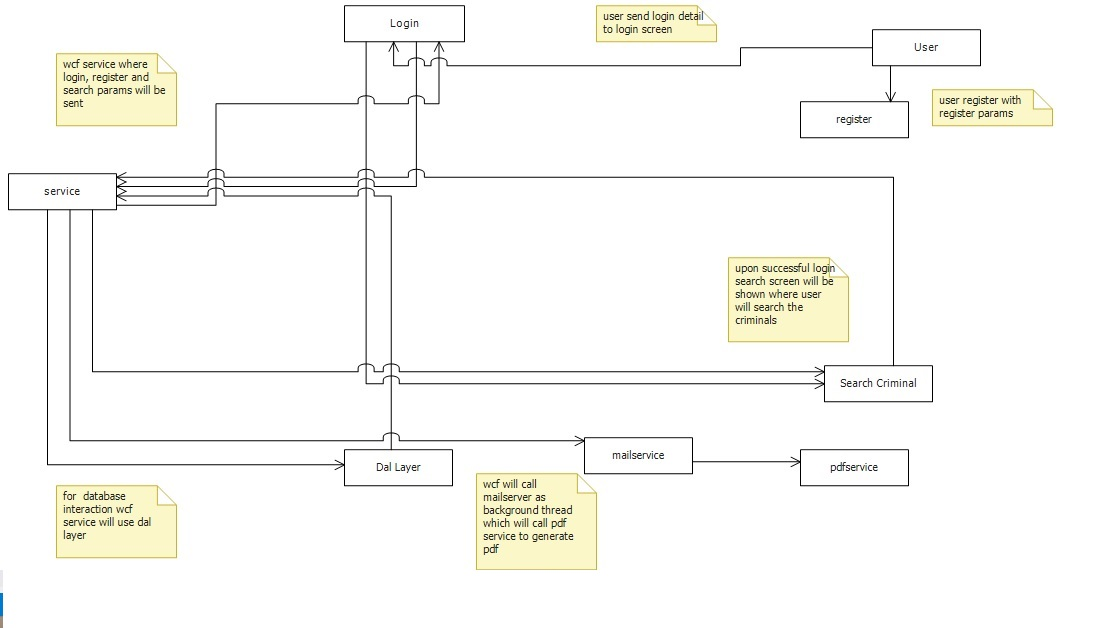 Login
user send login detail
to login screen
User
wcf service where
login, register and
search params will be
sent
register
user register with
register params
service
upon successful login
search screen will be
shown where user
will search the
criminals
Search Criminal
mailservice
Dal Layer
pdfservice
for  database
interaction wcf
service will use dal
layer
wcf will call
mailserver as
background thread
which will call pdf
service to generate
pdf